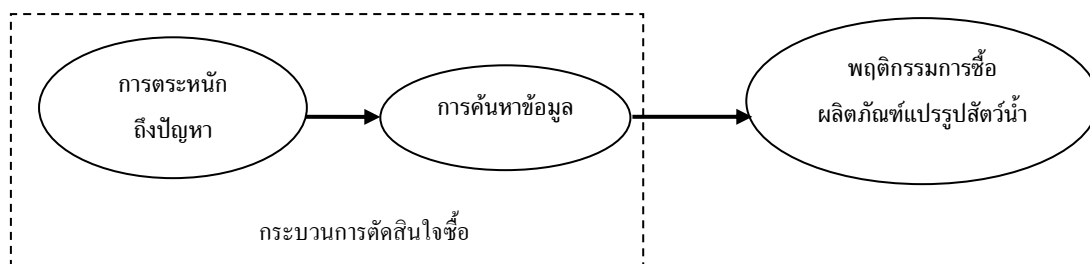 การตระหนัก
ถึงปัญหา
การค้นหาข้อมูล
พฤติกรรมการซื้อ
ผลิตภัณฑ์แปรรูปสัตว์น้ำ
กระบวนการตัดสินใจซื้อ